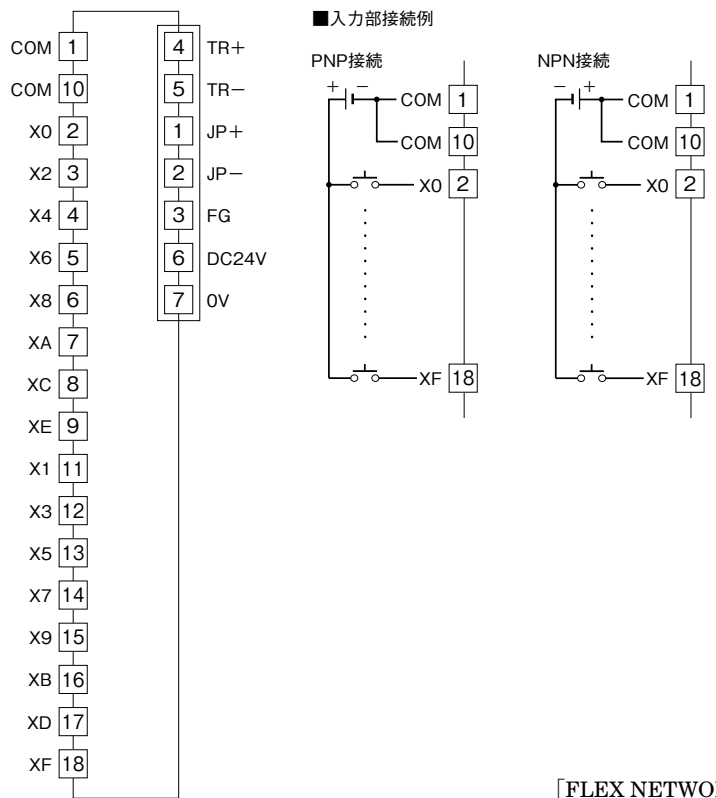 COM 1
COM 10
X0 2
X2 3
X4 4
X6 5
X8 6
XA 7
XC 8
XE 9
X1 11
X3 12
X5 13
X7 14
X9 15
XB 16
XD 17
XF 18
4 TR+
5 TR−
1 JP+
2 JP−
3 FG
6 DC24V
7 0V
■入力部接続例
PNP接続
+ −
COM 1
COM 10
X0 2
XF 18
NPN接続
− +
COM 1
COM 10
X0 2
XF 18
「FLEX NETWO